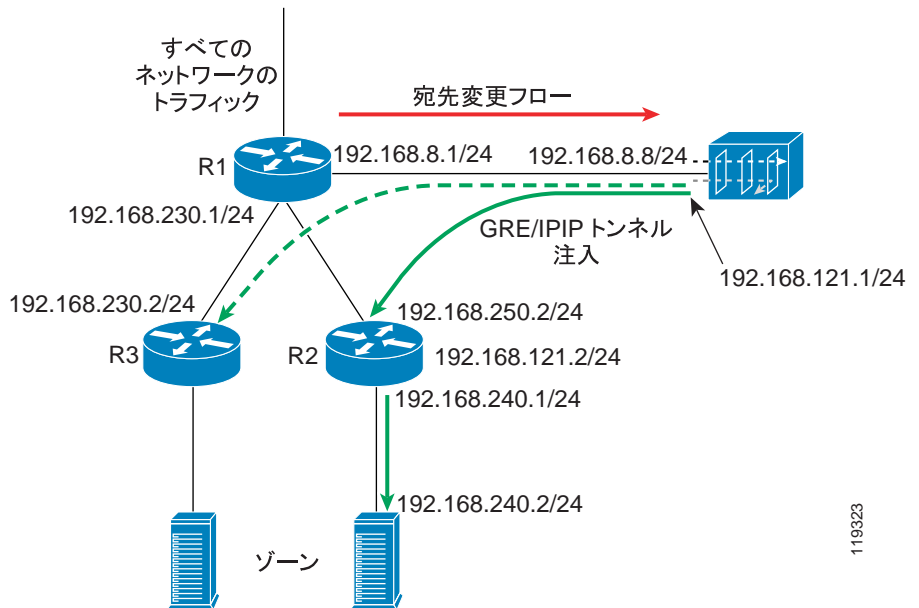 すべての
ネットワークの
トラフィック
宛先変更フロー
R1
192.168.8.1/24
192.168.8.8/24
192.168.230.1/24
GRE/IPIP トンネル
注入
192.168.121.1/24
192.168.230.2/24
192.168.250.2/24
R3
R2
192.168.121.2/24
192.168.240.1/24
192.168.240.2/24
ゾーン
119323